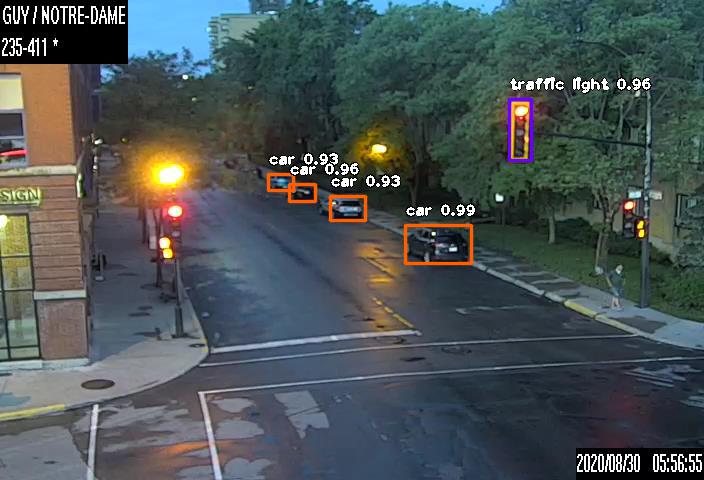 GUY / NOTRE-DAME
235-411 *
traffic light 0.96
car 0.93
car 0.96
car 0.93
car 0.99
SIGN
2020/08/30 05:56:55